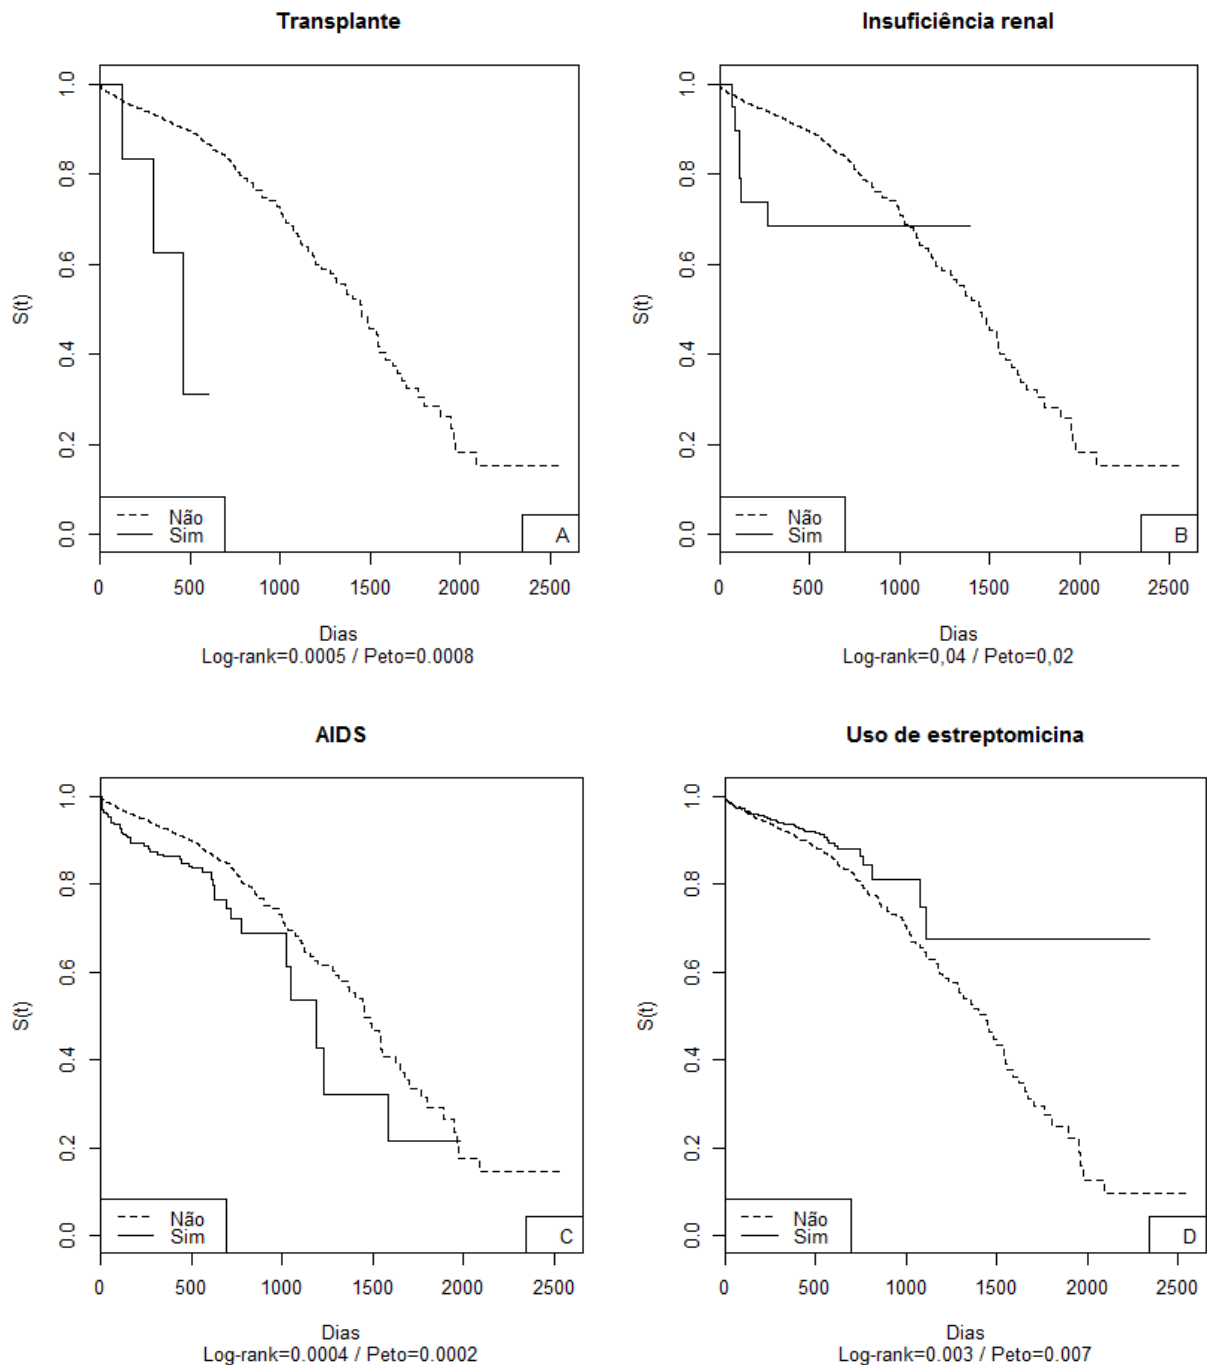 Transplante
S(t)
1.0
0.8
0.6
0.4
0.2
0.0
Não
Sim
A
0 500 1000 1500 2000 2500
Dias
Log-rank=0.0005 / Peto=0.0008
Insuficiência renal
S(t)
1.0
0.8
0.6
0.4
0.2
0.0
Não
Sim
B
0 500 1000 1500 2000 2500
Dias
Log-rank=0,04 / Peto=0,02
AIDS
S(t)
1.0
0.8
0.6
0.4
0.2
0.0
Não
Sim
C
0 500 1000 1500 2000 2500
Dias
Log-rank=0.0004 / Peto=0.0002
Uso de estreptomicina
S(t)
1.0
0.8
0.6
0.4
0.2
0.0
Não
Sim
D
0 500 1000 1500 2000 2500
Dias
Log-rank=0.003 / Peto=0.007